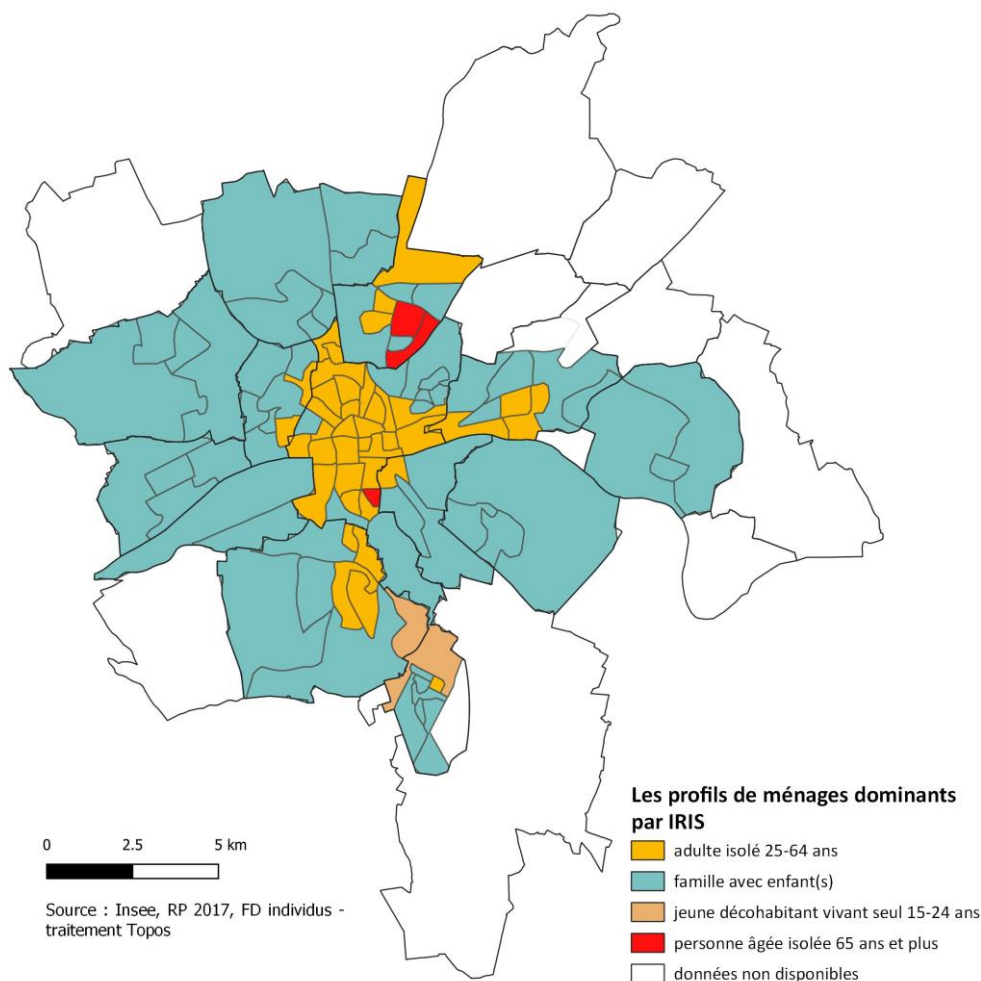 Les profils de ménages dominants
par IRIS
adulte isolé 25-64 ans
famille avec enfant(s)
jeune décohabitant vivant seul 15-24 ans
personne âgée isolée 65 ans et plus
données non disponibles
0 2.5 5 km
Source : Insee, RP 2017, FD individus -
traitement Topos